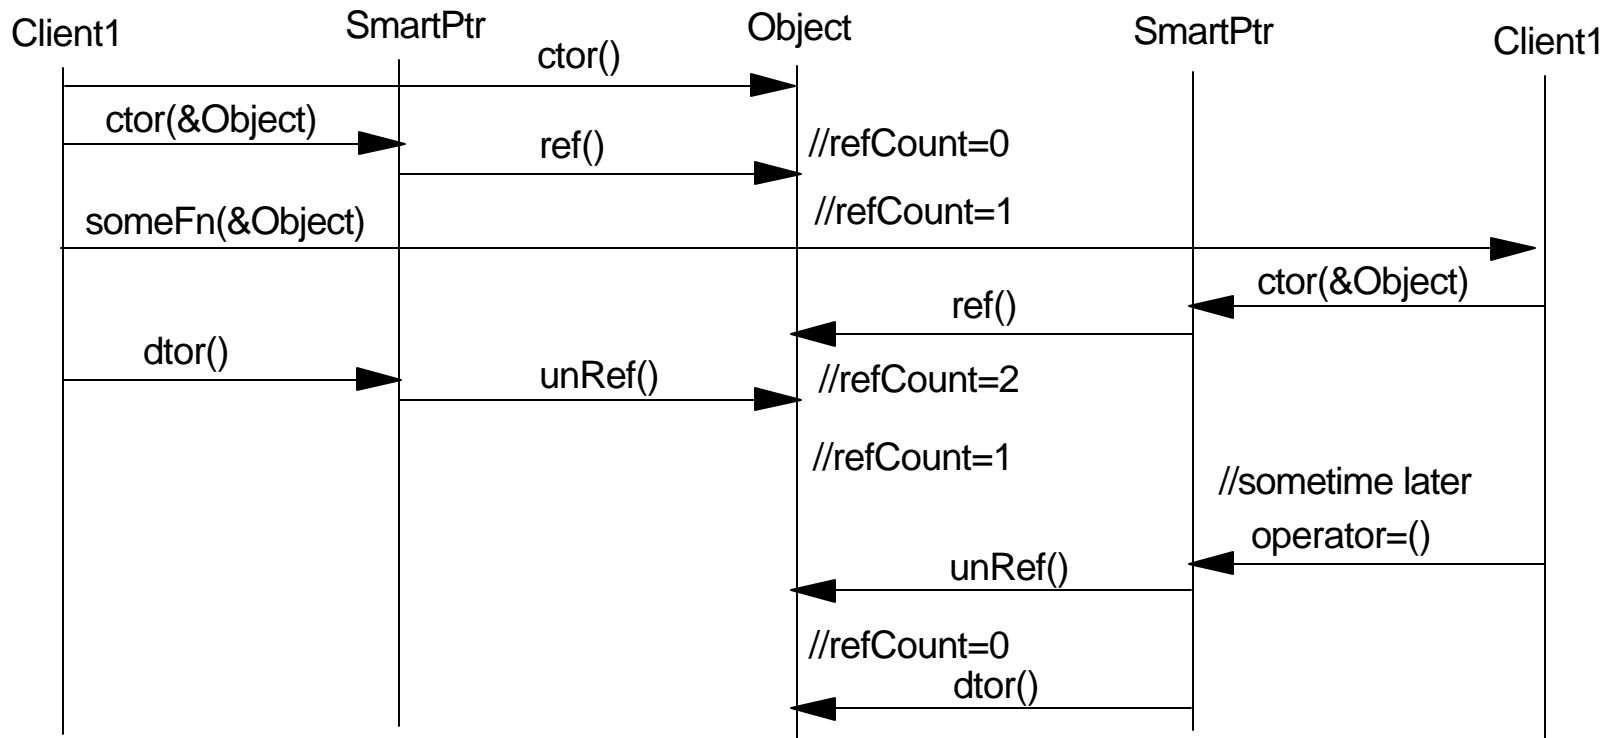 Client1
SmartPtr
Object
SmartPtr
Client1
ctor()
ctor(&Object)
ref()
//refCount=0
someFn(&Object)
//refCount=1
ctor(&Object)
ref()
dtor()
unRef()
//refCount=2
//refCount=1
//sometime later
operator=()
unRef()
//refCount=0
dtor()